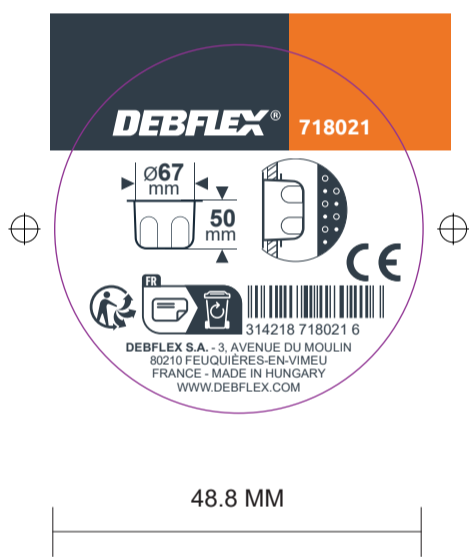 DEBFLEX® 718021
Ø67
mm
50
mm
CE
FR
314218 718021 6
DEBFLEX S.A. - 3, AVENUE DU MOULIN
80210 FEUQUIÈRES-EN-VIMEU
FRANCE - MADE IN HUNGARY
WWW.DEBFLEX.COM
48.8 MM